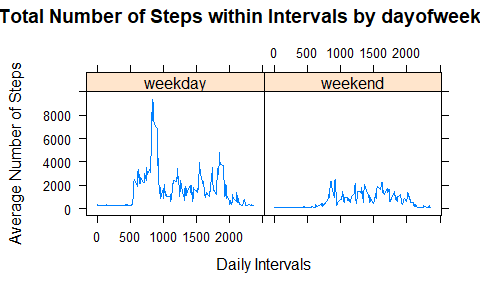 Total Number of Steps within Intervals by dayofweek
0 500 1000 2000
weekday weekend
Average Number of Steps
8000
6000
4000
2000
0
0 500 1000 1500 2000
Daily Intervals